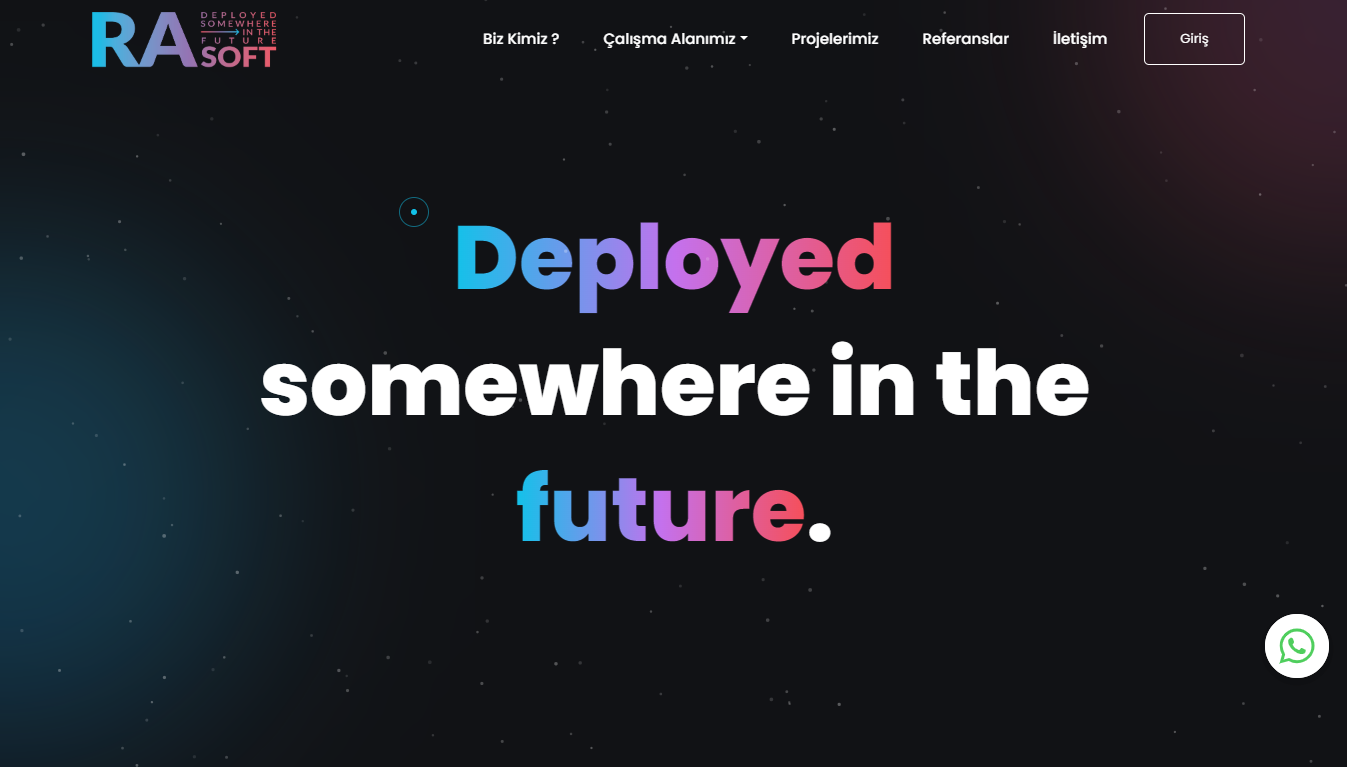 RA
DEPLOYED
SOMEWHERE
IN THE
FUTURE
SOFT
Biz Kimiz ?
Çalışma Alanımız
Projelerimiz
Referanslar
İletişim
Giriş
Deployed
somewhere in the
future.